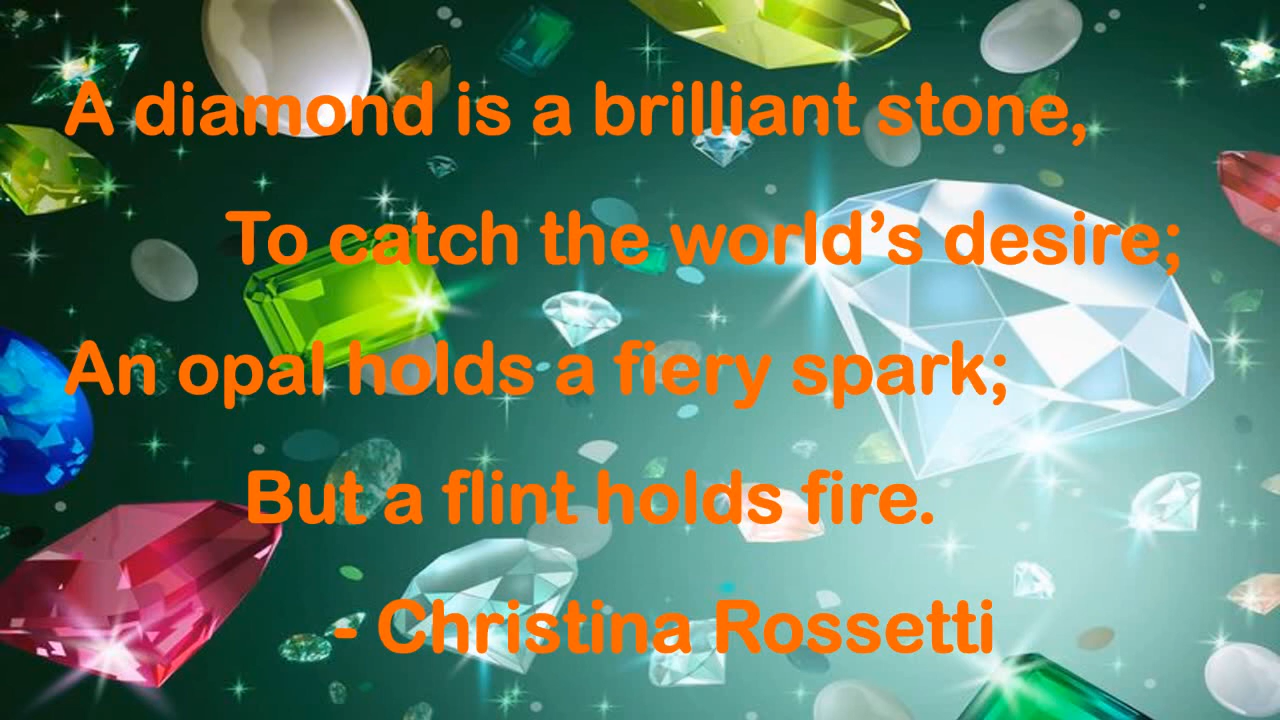 A diamond is a brilliant stone,
To catch the world’s desire;
An opal holds a fiery spark;
But a flint holds fire.
- Christina Rossetti